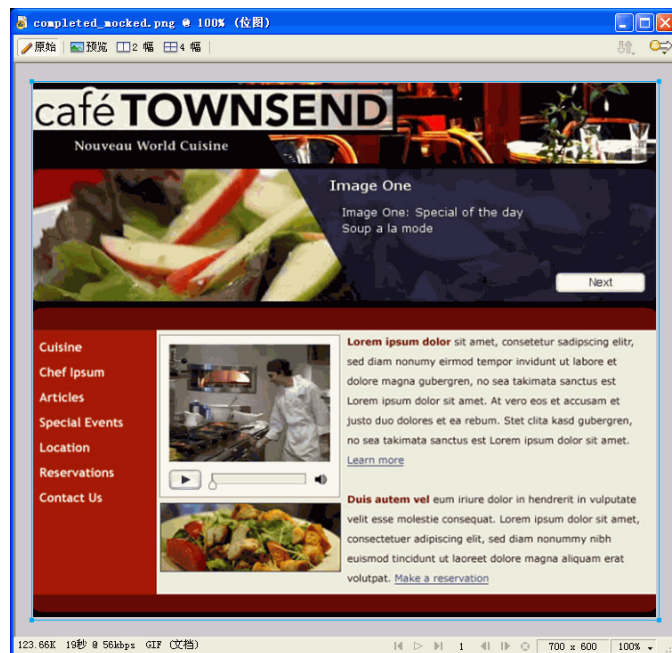 completed_mocked.png @ 100% (位图)
原始 预览 2 幅 4 幅
café TOWNSEND
Nouveau World Cuisine
Image One
Image One: Special of the day
Soup a la mode
Next
Cuisine
Chef Ipsum
Articles
Special Events
Location
Reservations
Contact Us
Lorem ipsum dolor sit amet, consetetur sadipscing elitr,
sed diam nonumy eirmod tempor invidunt ut labore et
dolore magna gubergren, no sea takimata sanctus est
Lorem ipsum dolor sit amet. At vero eos et accusam et
justo duo dolores et ea rebum. Stet clita kasd gubergren,
no sea takimata sanctus est Lorem ipsum dolor sit amet.
Learn more
Duis autem vel eum iriure dolor in hendrerit in vulputate
velit esse molestie consequat. Lorem ipsum dolor sit amet,
consectetuer adipiscing elit, sed diam nonummy nibh
euismod tincidunt ut laoreet dolore magna aliquam erat
volutpat. Make a reservation
123.66K 19秒 @ 56kbps GIF (文档) 1 700 x 600 100%